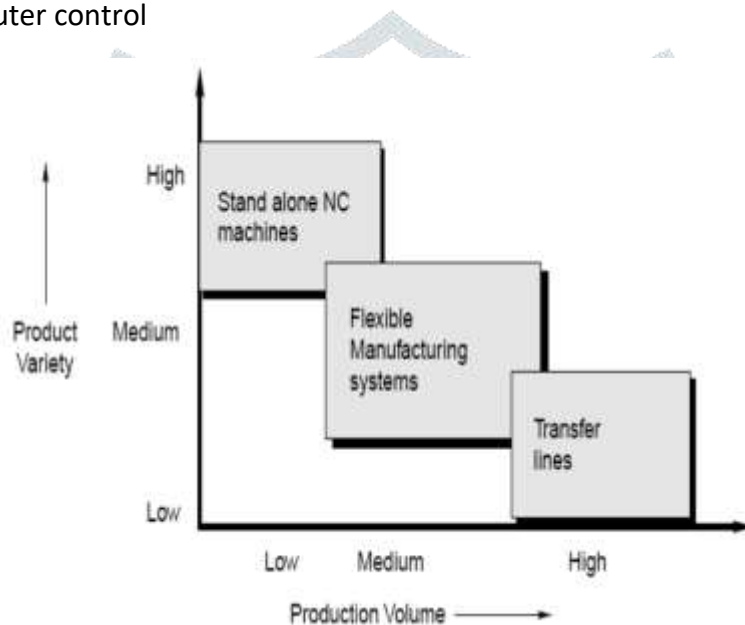 uter control
High
Stand alone NC
machines
Product
Variety
Medium
Flexible
Manufacturing
systems
Transfer
lines
Low
Low Medium High
Production Volume